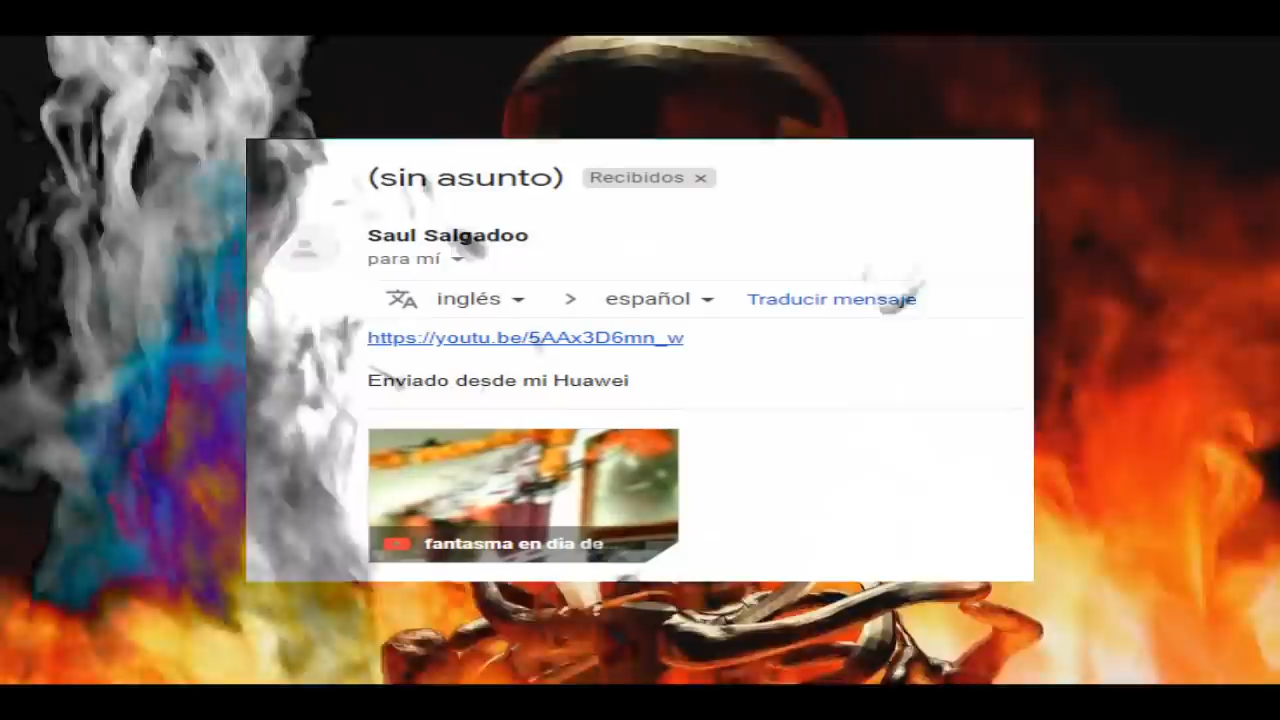 (sin asunto) Recibidos ×
Saul Salgadoo
para mí
inglés > español Traducir mensaje
https://youtu.be/5AAx3D6mn_w
Enviado desde mi Huawei
fantasma en dia de